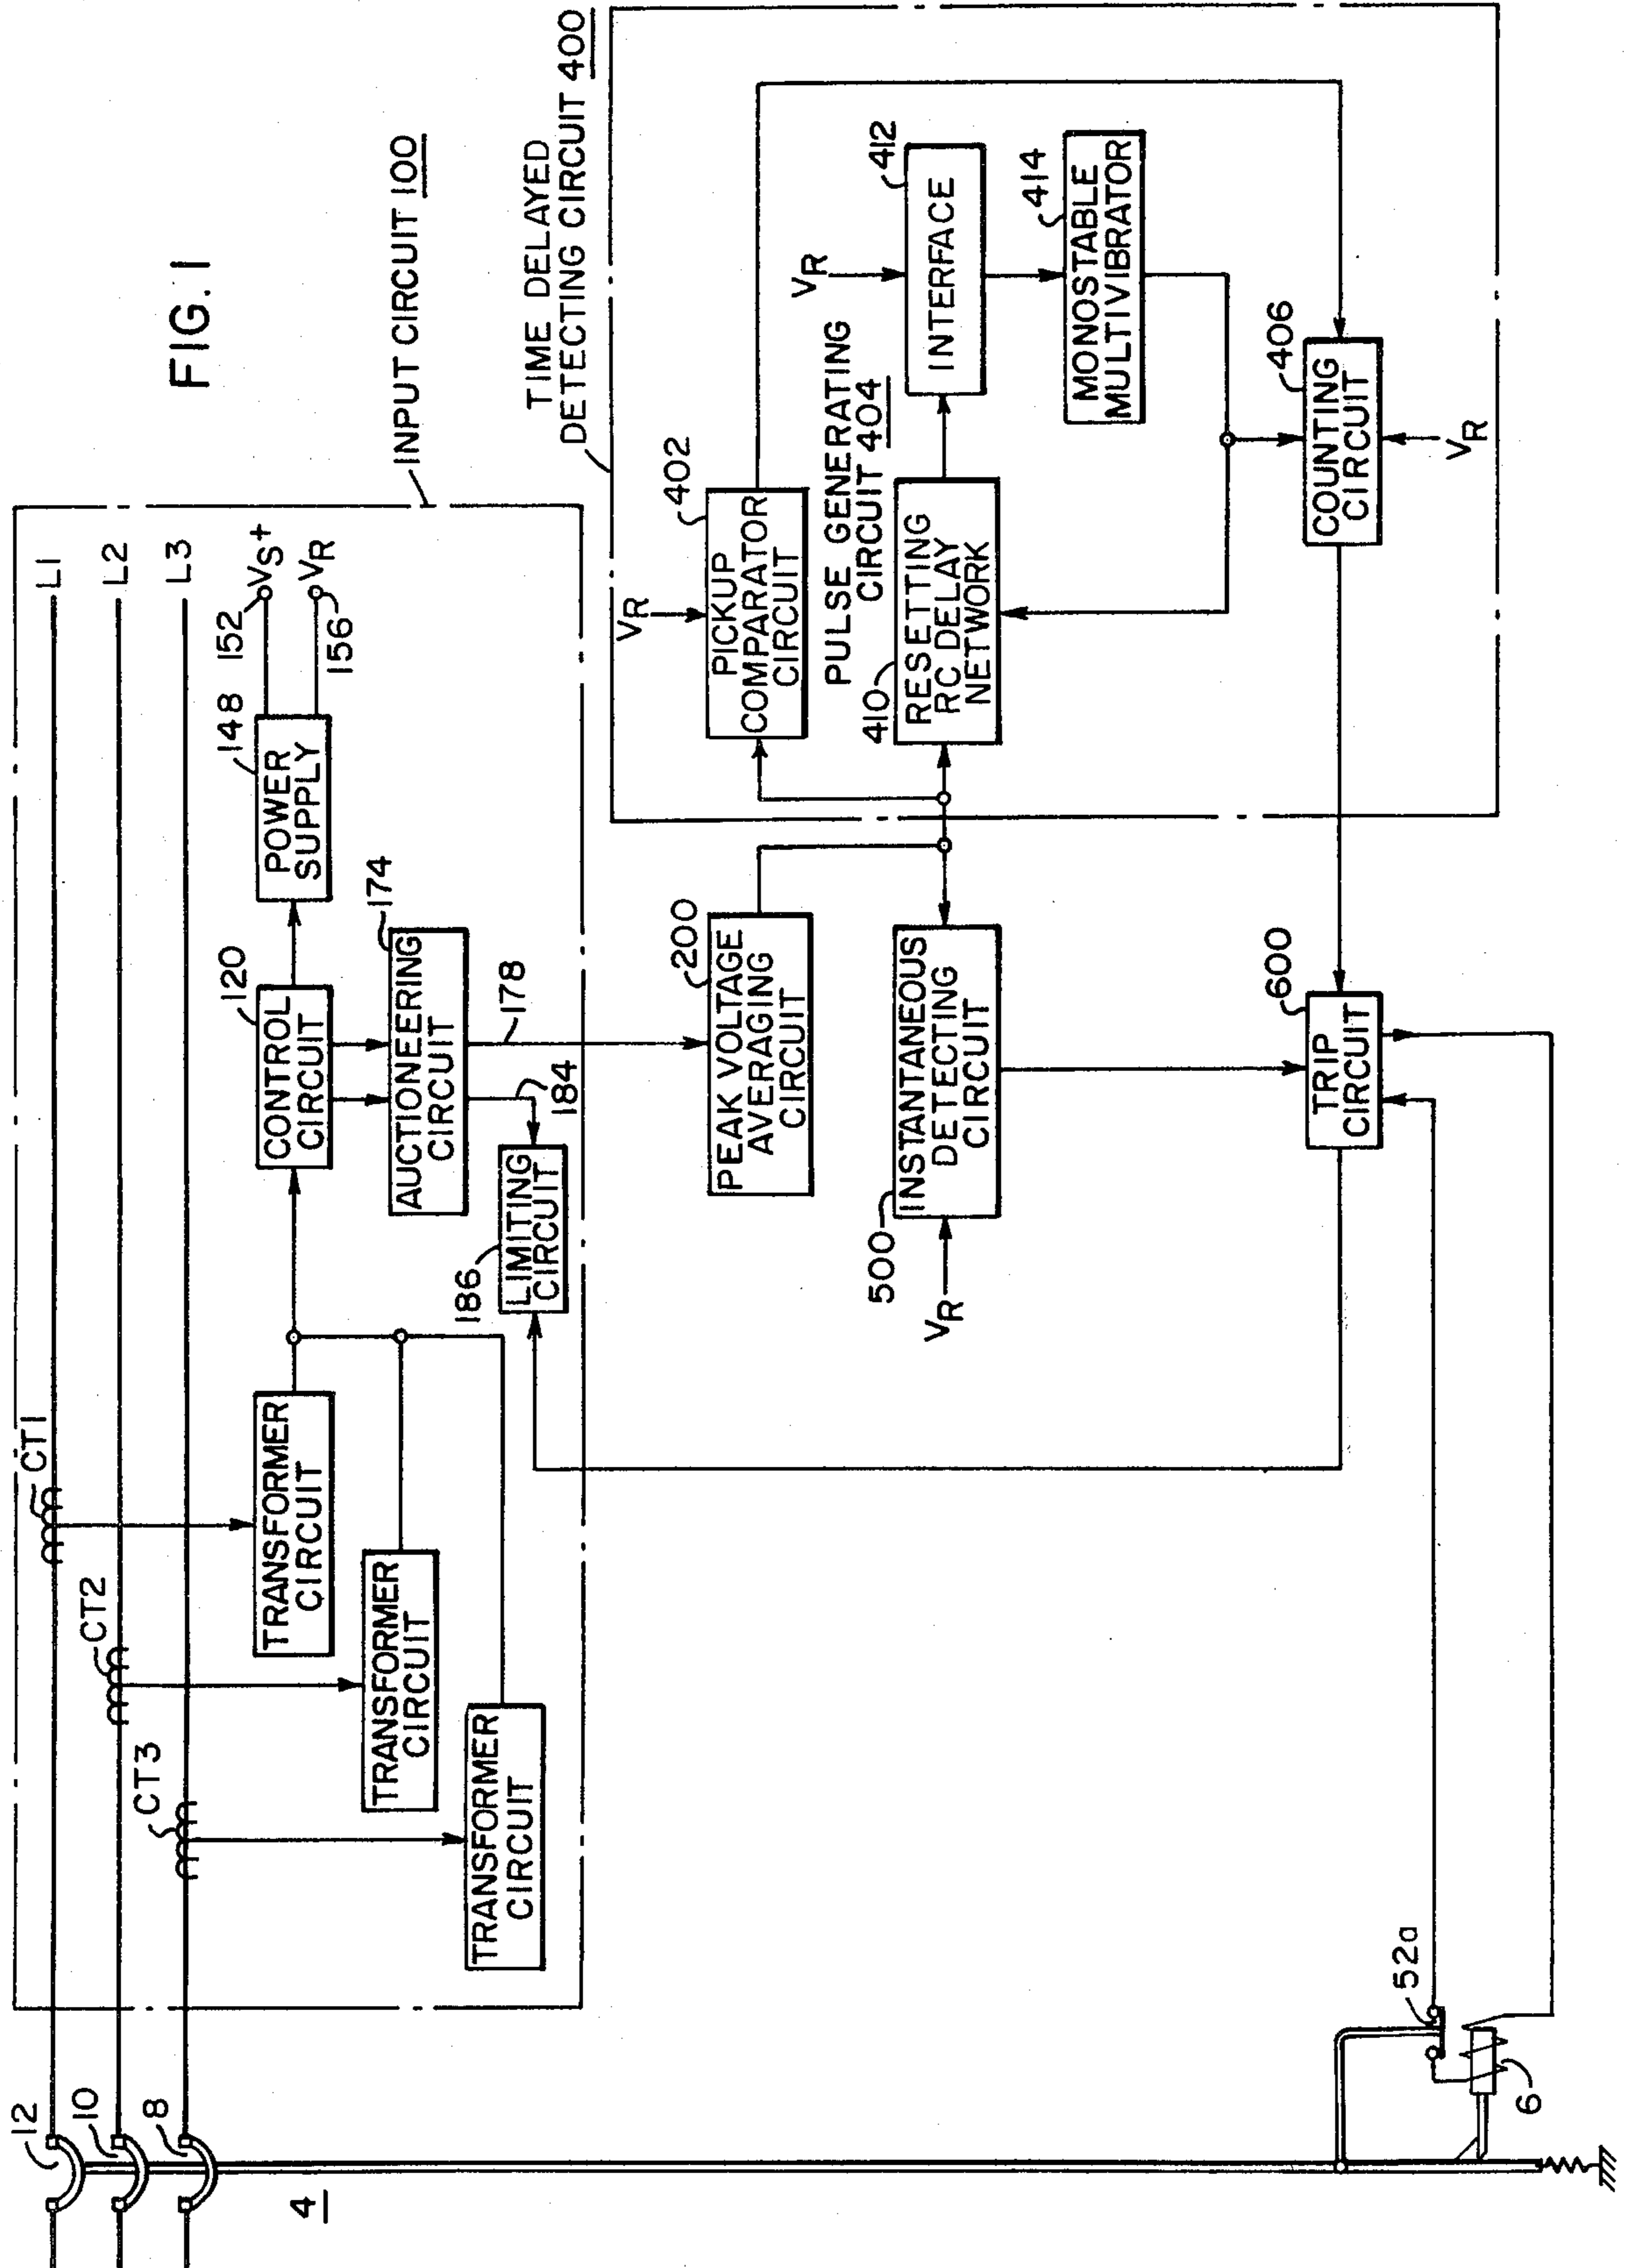 FIG. 1
INPUT CIRCUIT 100
L1
L2
L3
CT1
CT2
CT3
12
10
8
4
TRANSFORMER
CIRCUIT
TRANSFORMER
CIRCUIT
TRANSFORMER
CIRCUIT
120
CONTROL
CIRCUIT
148
POWER
SUPPLY
152
VS+
156
VR
174
AUCTIONEERING
CIRCUIT
178
184
186
LIMITING
CIRCUIT
TIME DELAYED
DETECTING CIRCUIT 400
200
PEAK VOLTAGE
AVERAGING
CIRCUIT
VR
402
PICKUP
COMPARATOR
CIRCUIT
PULSE GENERATING
CIRCUIT 404
500
INSTANTANEOUS
DETECTING
CIRCUIT
VR
410
RESETTING
RC DELAY
NETWORK
VR
412
INTERFACE
414
MONOSTABLE
MULTIVIBRATOR
600
TRIP
CIRCUIT
406
COUNTING
CIRCUIT
VR
52a
6